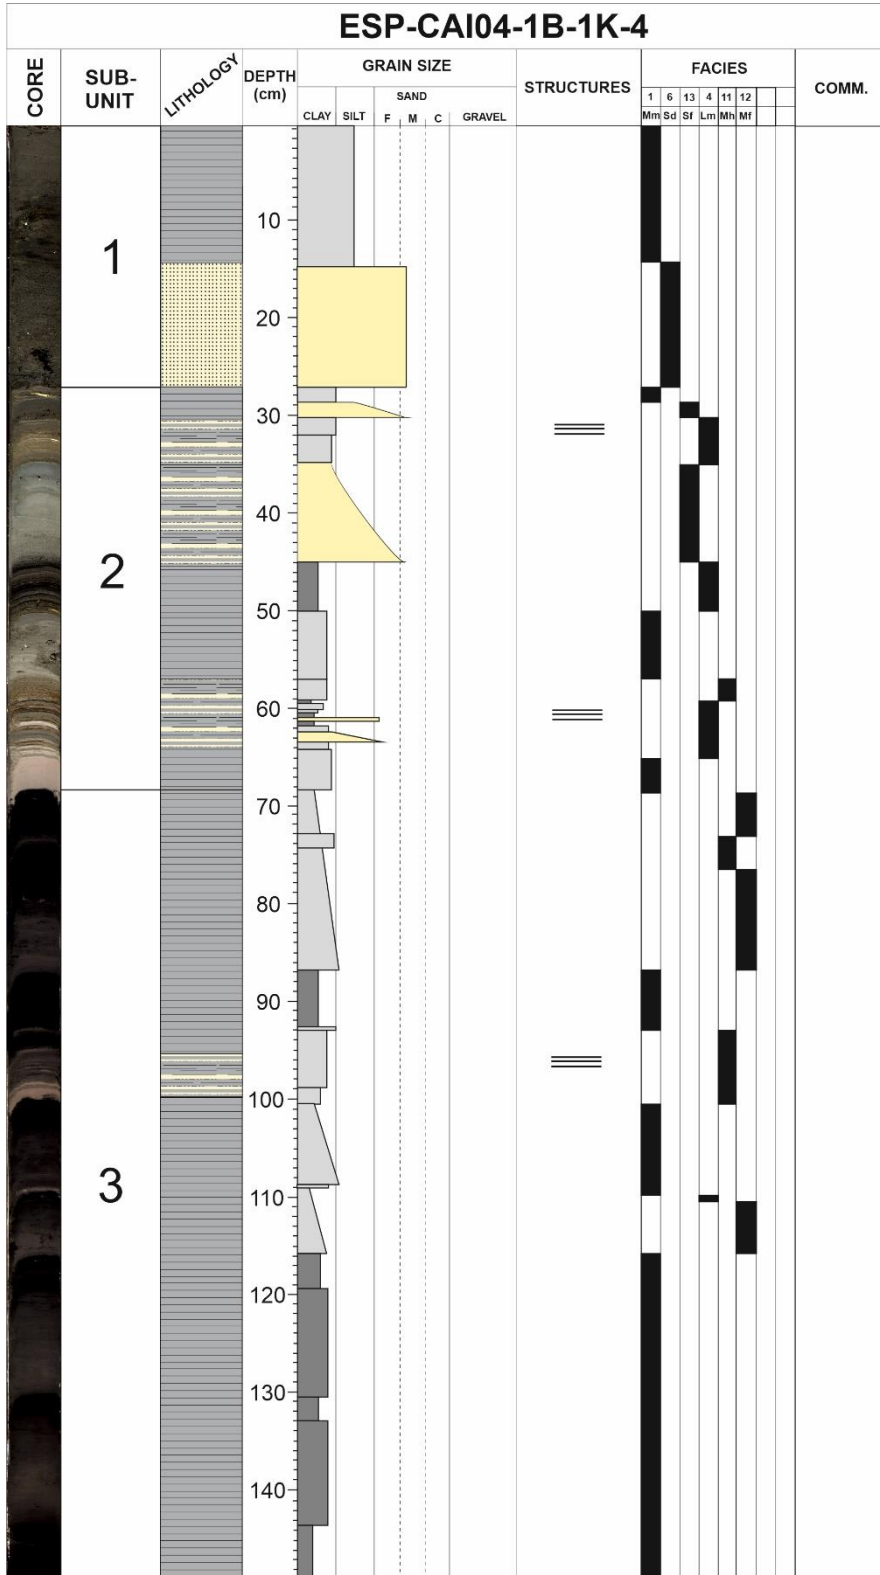 ESP-CAI04-1B-1K-4
CORE
SUB-
UNIT
LITHOLOGY
DEPTH
(cm)
GRAIN SIZE
SAND
CLAY SILT F M C GRAVEL
STRUCTURES
FACIES
1 6 13 4 11 12
Mm Sd Sf Lm Mh Mf
COMM.
10
1
20
30
40
2
50
60
70
80
90
100
3
110
120
130
140